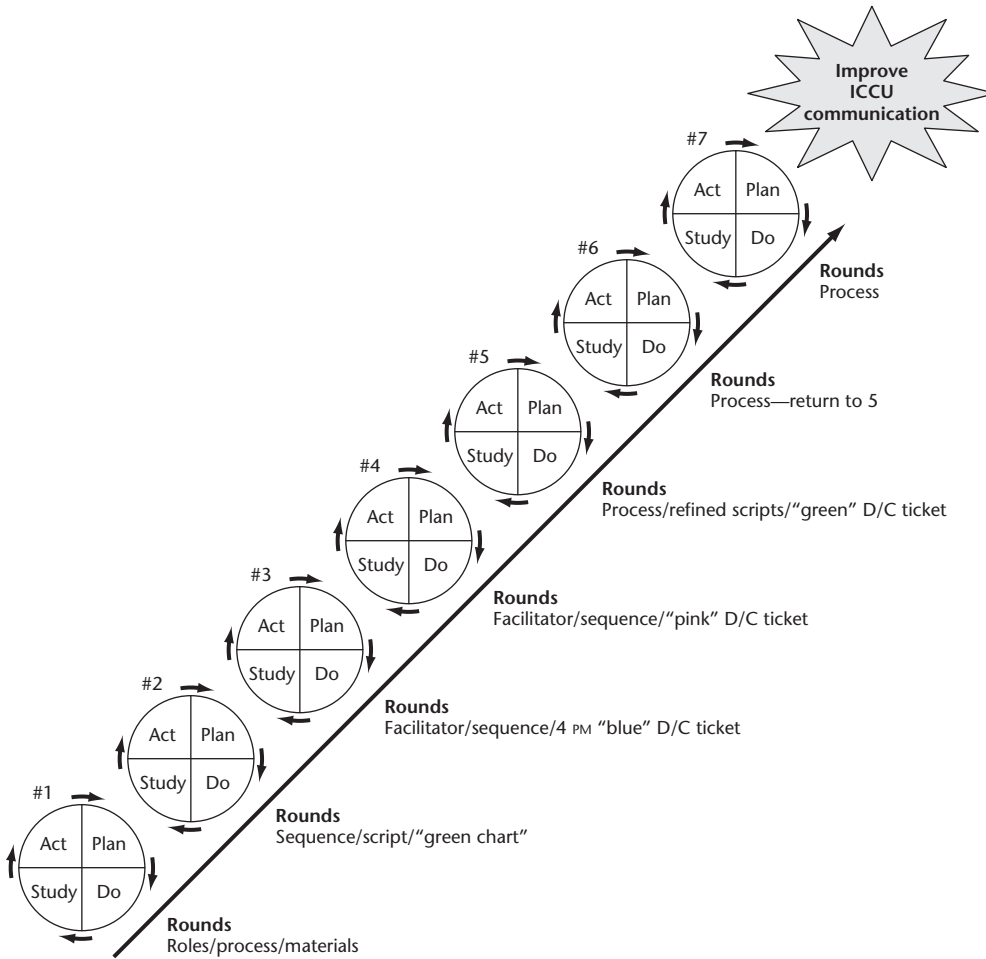 Improve
ICCU
communication
#7
Act Plan
Study Do
Rounds
Process
#6
Act Plan
Study Do
Rounds
Process—return to 5
#5
Act Plan
Study Do
Rounds
Process/refined scripts/“green” D/C ticket
#4
Act Plan
Study Do
Rounds
Facilitator/sequence/“pink” D/C ticket
#3
Act Plan
Study Do
Rounds
Facilitator/sequence/4 PM “blue” D/C ticket
#2
Act Plan
Study Do
Rounds
Sequence/script/“green chart”
#1
Act Plan
Study Do
Rounds
Roles/process/materials